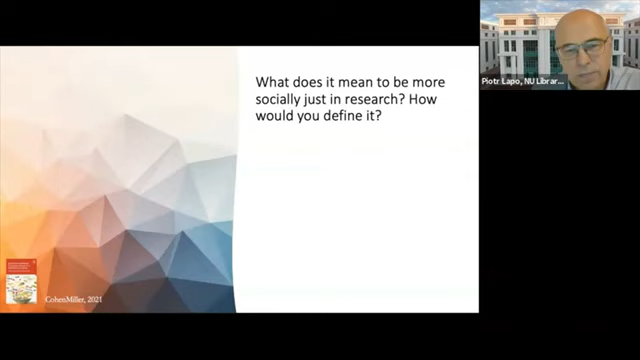 What does it mean to be more
socially just in research? How
would you define it?
Piotr Lapo, NU Librar...
CohenMiller, 2021